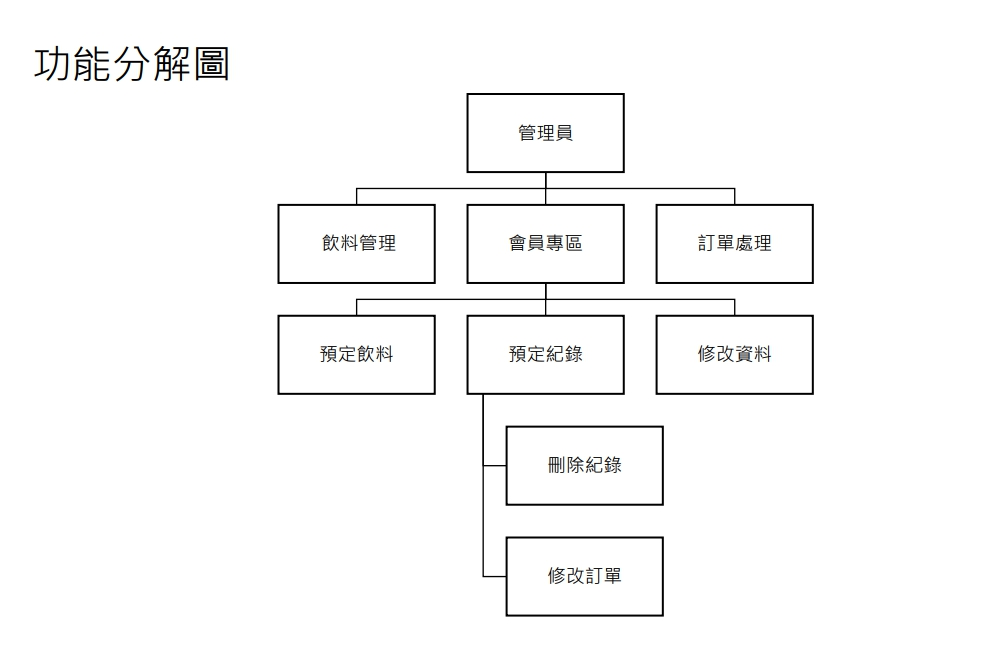 功能分解圖
管理員
飲料管理
會員專區
訂單處理
預定飲料
預定紀錄
修改資料
刪除紀錄
修改訂單